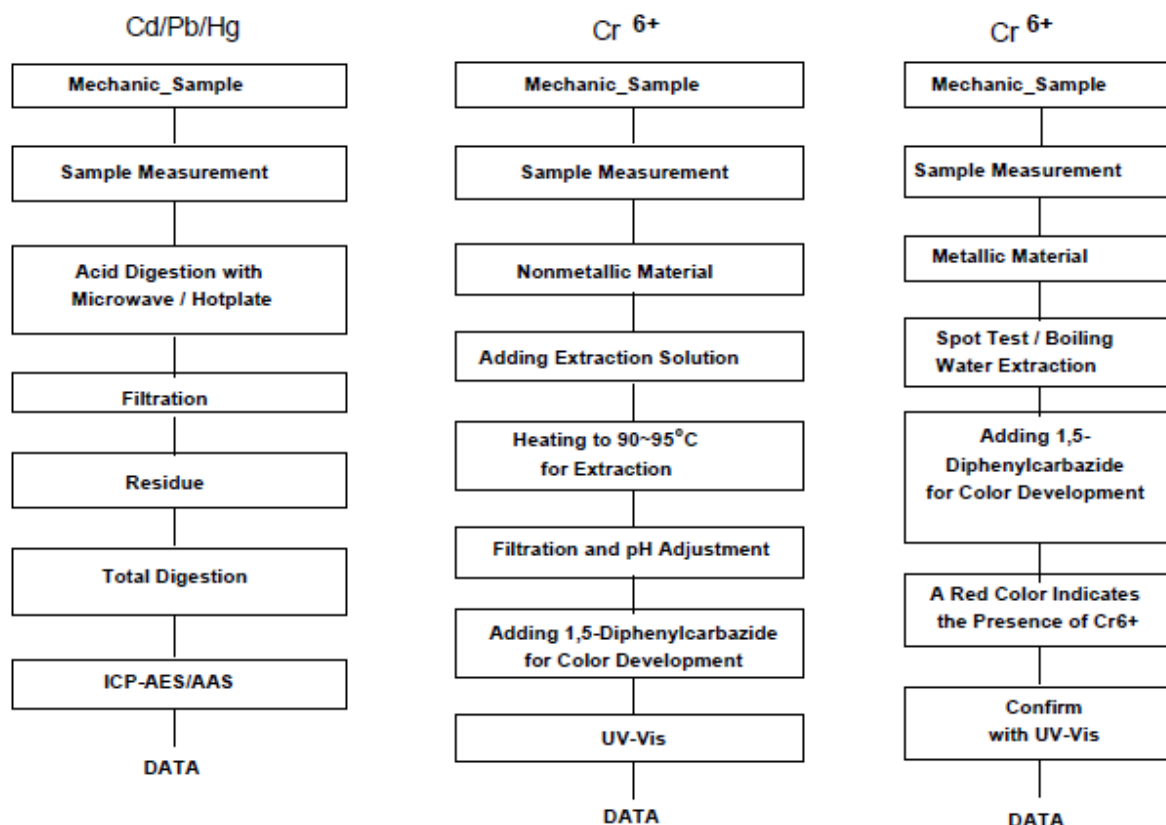 Cd/Pb/Hg
Mechanic_Sample
Sample Measurement
Acid Digestion with
Microwave / Hotplate
Filtration
Residue
Total Digestion
ICP-AES/AAS
DATA
Cr 6+
Mechanic_Sample
Sample Measurement
Nonmetallic Material
Adding Extraction Solution
Heating to 90~95°C
for Extraction
Filtration and pH Adjustment
Adding 1,5-Diphenylcarbazide
for Color Development
UV-Vis
DATA
Cr 6+
Mechanic_Sample
Sample Measurement
Metallic Material
Spot Test / Boiling
Water Extraction
Adding 1,5-
Diphenylcarbazide
for Color Development
A Red Color Indicates
the Presence of Cr6+
Confirm
with UV-Vis
DATA